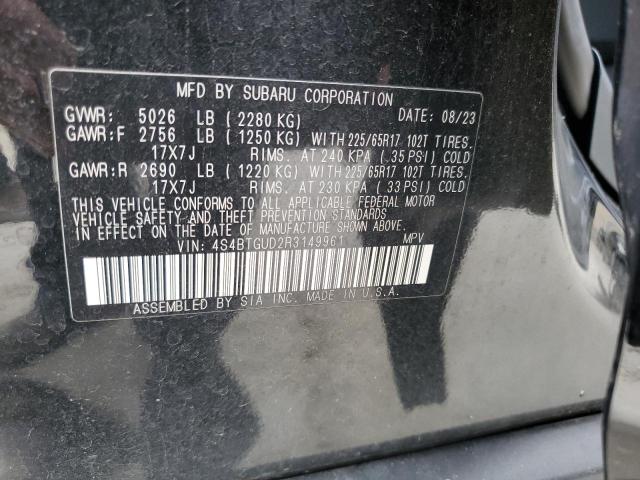 MFD BY SUBARU CORPORATION
GVWR: 5026 LB (2280 KG) DATE: 08/23
GAWR:F 2756 LB (1250 KG) WITH 225/65R17 102T TIRES.
17X7J RIMS. AT 240 KPA (.35 PSI) COLD
GAWR:R 2690 LB (1220 KG) WITH 225/65R17 102T TIRES.
17X7J RIMS. AT 230 KPA (.33 PSI) COLD
THIS VEHICLE CONFORMS TO ALL APPLICABLE FEDERAL MOTOR
VEHICLE SAFETY AND THEFT PREVENTION STANDARDS
IN EFFECT ON THE DATE OF MANUFACTURE SHOWN ABOVE.
VIN: 4S4BTGUD2R3149961 MPV
ASSEMBLED BY SIA INC. MADE IN U.S.A.